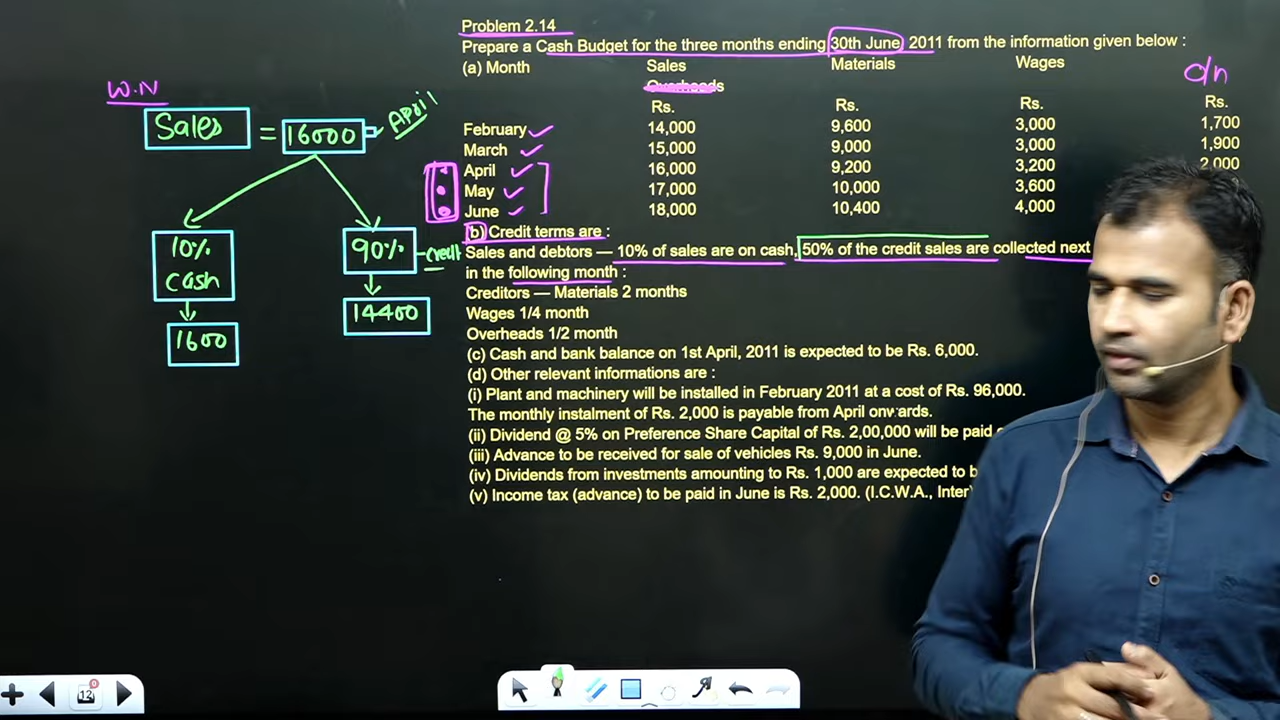 Problem 2.14
Prepare a Cash Budget for the three months ending 30th June, 2011 from the information given below :
(a) Month Sales Materials Wages o/h
Overheads
Rs. Rs. Rs. Rs.
February 14,000 9,600 3,000 1,700
March 15,000 9,000 3,000 1,900
April 16,000 9,200 3,200 2,000
May 17,000 10,000 3,600
June 18,000 10,400 4,000
(b) Credit terms are :
Sales and debtors — 10% of sales are on cash, 50% of the credit sales are collected next
in the following month :
Creditors — Materials 2 months
Wages 1/4 month
Overheads 1/2 month
(c) Cash and bank balance on 1st April, 2011 is expected to be Rs. 6,000.
(d) Other relevant informations are :
(i) Plant and machinery will be installed in February 2011 at a cost of Rs. 96,000.
The monthly instalment of Rs. 2,000 is payable from April onwards.
(ii) Dividend @ 5% on Preference Share Capital of Rs. 2,00,000 will be paid
(iii) Advance to be received for sale of vehicles Rs. 9,000 in June.
(iv) Dividends from investments amounting to Rs. 1,000 are expected to
(v) Income tax (advance) to be paid in June is Rs. 2,000. (I.C.W.A., Inter)
W.N
Sales = 16000 April
10% cash
90% credit
1600
14400
12